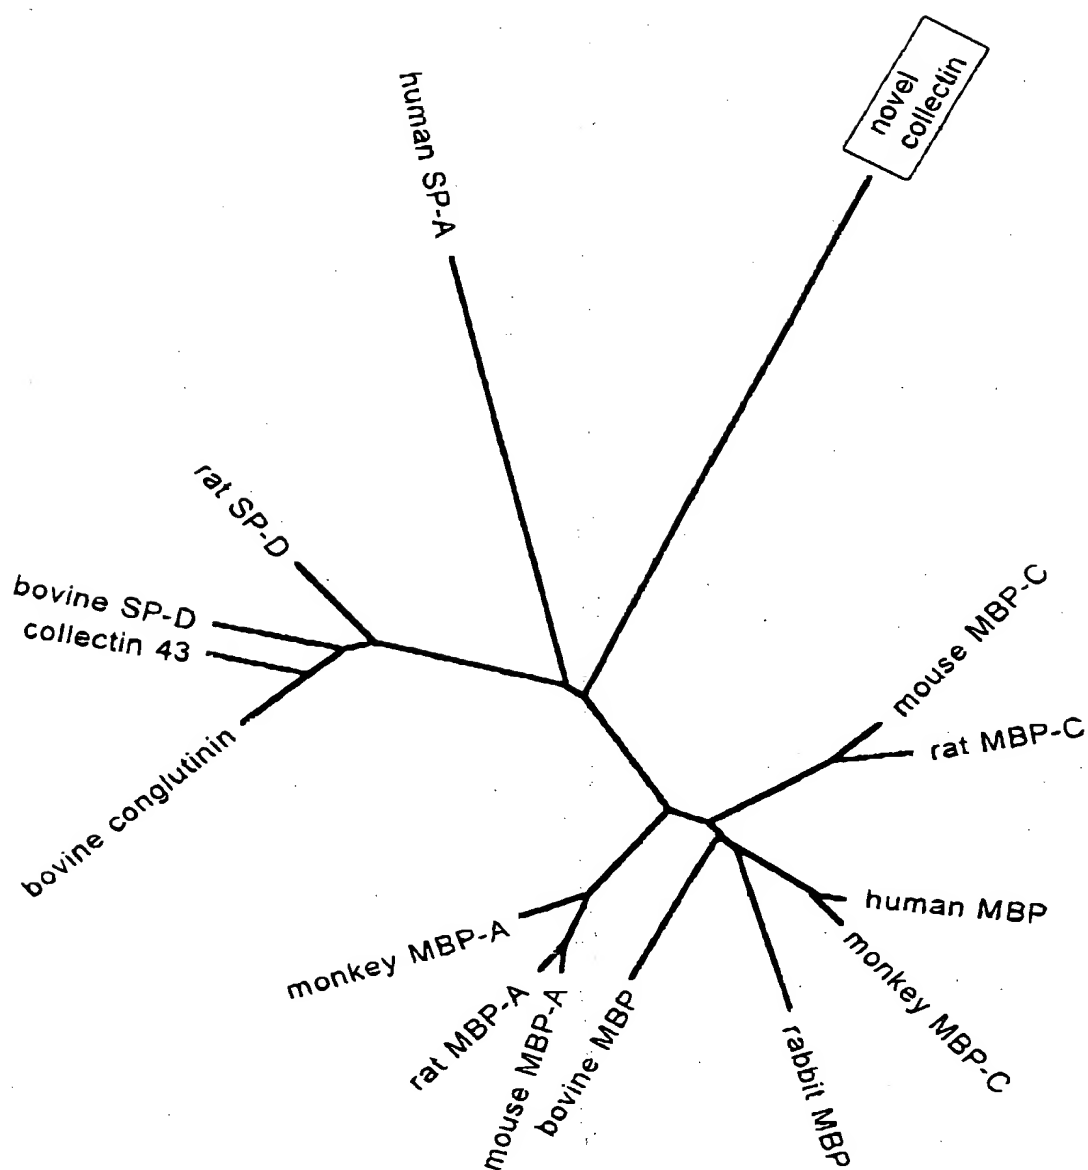 novel
collectin
human SP-A
rat SP-D
bovine SP-D
collectin 43
bovine conglutinin
mouse MBP-C
rat MBP-C
human MBP
monkey MBP-C
rabbit MBP
bovine MBP
mouse MBP-A
rat MBP-A
monkey MBP-A